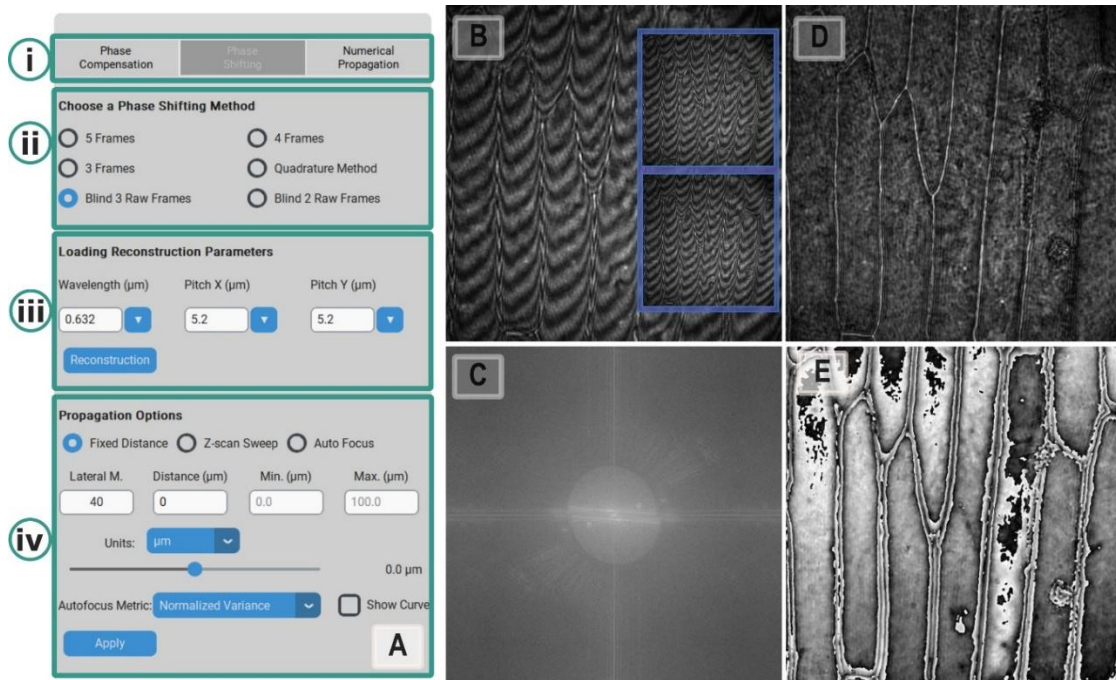 i
Phase Compensation
Phase Shifting
Numerical Propagation
ii
Choose a Phase Shifting Method
5 Frames
4 Frames
3 Frames
Quadrature Method
Blind 3 Raw Frames
Blind 2 Raw Frames
iii
Loading Reconstruction Parameters
Wavelength (µm)
Pitch X (µm)
Pitch Y (µm)
0.632
5.2
5.2
Reconstruction
iv
Propagation Options
Fixed Distance
Z-scan Sweep
Auto Focus
Lateral M.
Distance (µm)
Min. (µm)
Max. (µm)
40
0
0.0
100.0
Units:
µm
0.0 µm
Autofocus Metric:
Normalized Variance
Show Curve
Apply
A
B
C
D
E